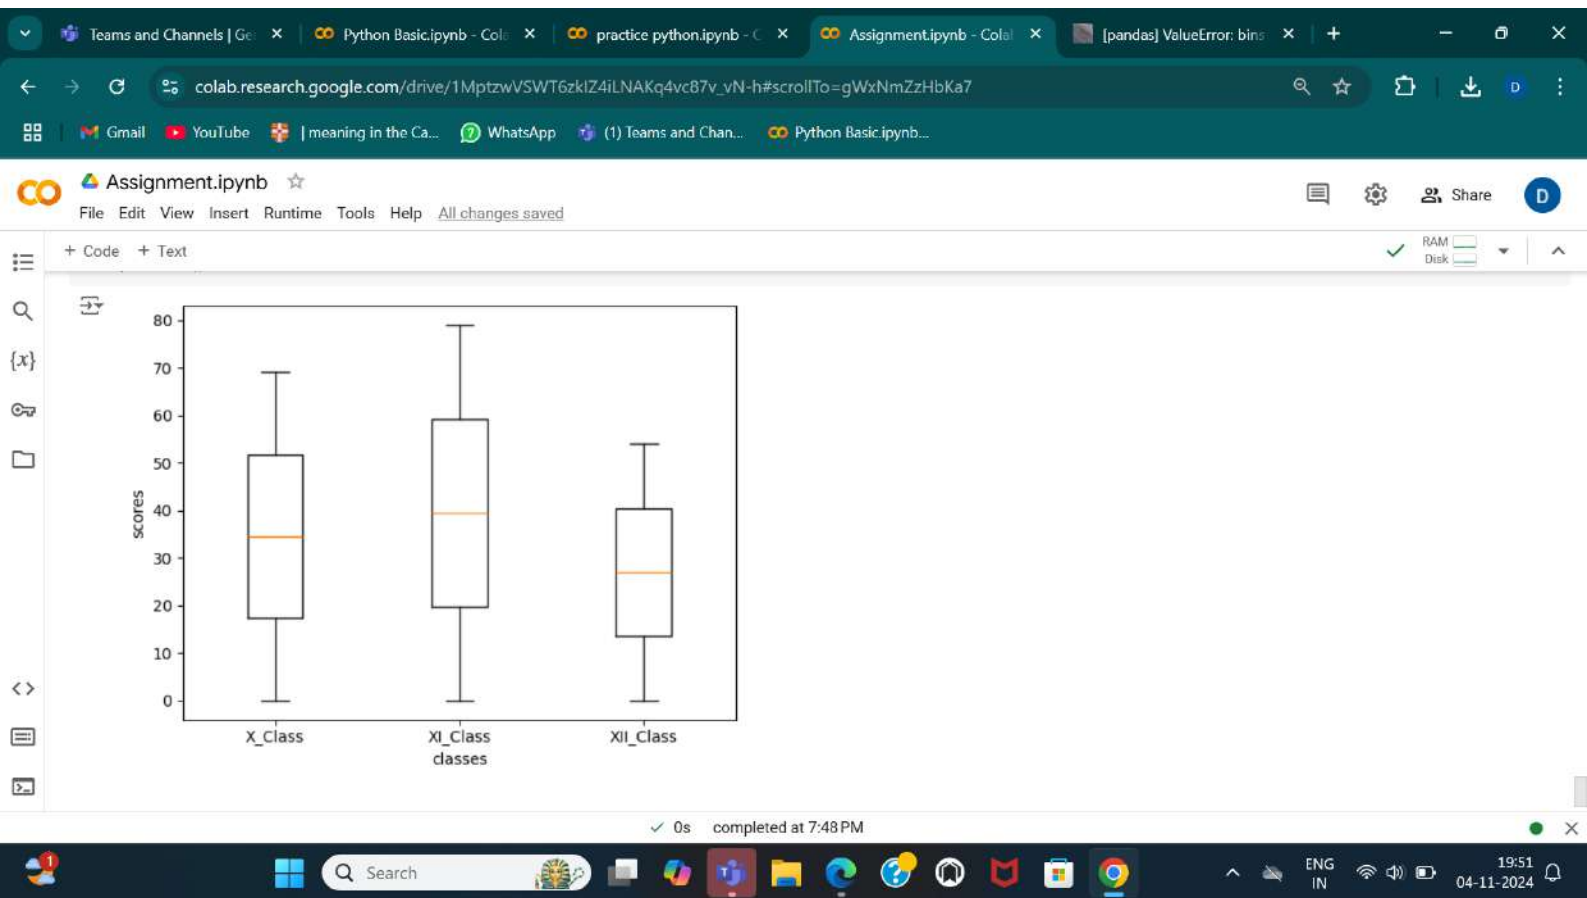 Teams and Channels | Ge
Python Basic.ipynb - Cola
practice python.ipynb - C
Assignment.ipynb - Colab
[pandas] ValueError: bins
colab.research.google.com/drive/1MptzwVSWT6zkIZ4iLNAKq4vc87v_vN-h#scrollTo=gWxNmZzHbKa7
D
Gmail
YouTube
| meaning in the Ca...
WhatsApp
(1) Teams and Chan...
Python Basic.ipynb...
Assignment.ipynb
File Edit View Insert Runtime Tools Help All changes saved
Share
D
+ Code + Text
RAM
Disk
{x}
80
70
60
50
40
30
20
10
0
scores
X_Class XI_Class XII_Class
classes
0s completed at 7:48 PM
1
Search
ENG
IN
19:51
04-11-2024